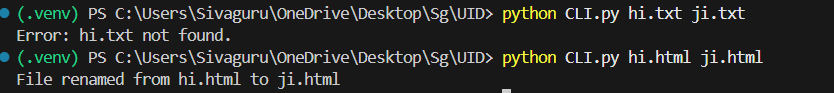 (.venv) PS C:\Users\Sivaguru\OneDrive\Desktop\Sg\UID> python CLI.py hi.txt ji.txt
Error: hi.txt not found.
(.venv) PS C:\Users\Sivaguru\OneDrive\Desktop\Sg\UID> python CLI.py hi.html ji.html
File renamed from hi.html to ji.html